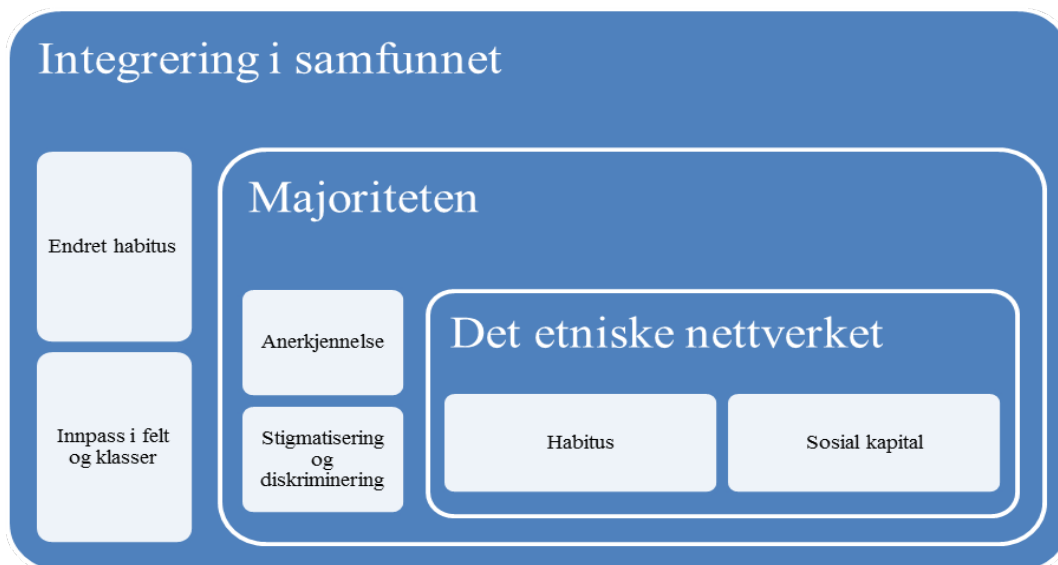 Integrering i samfunnet
Endret habitus
Innpass i felt
og klasser
Majoriteten
Anerkjennelse
Stigmatisering
og
diskriminering
Det etniske nettverket
Habitus
Sosial kapital